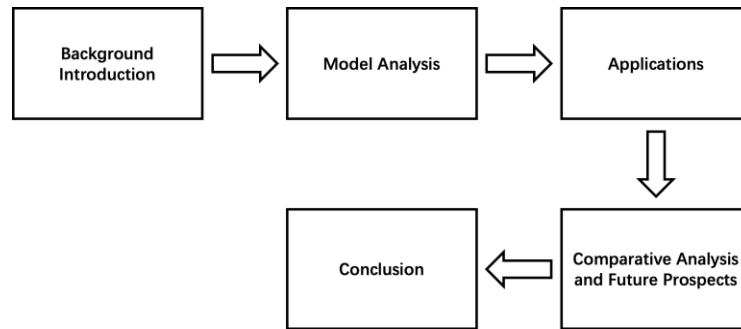 Background
Introduction
Model Analysis
Applications
Comparative Analysis
and Future Prospects
Conclusion